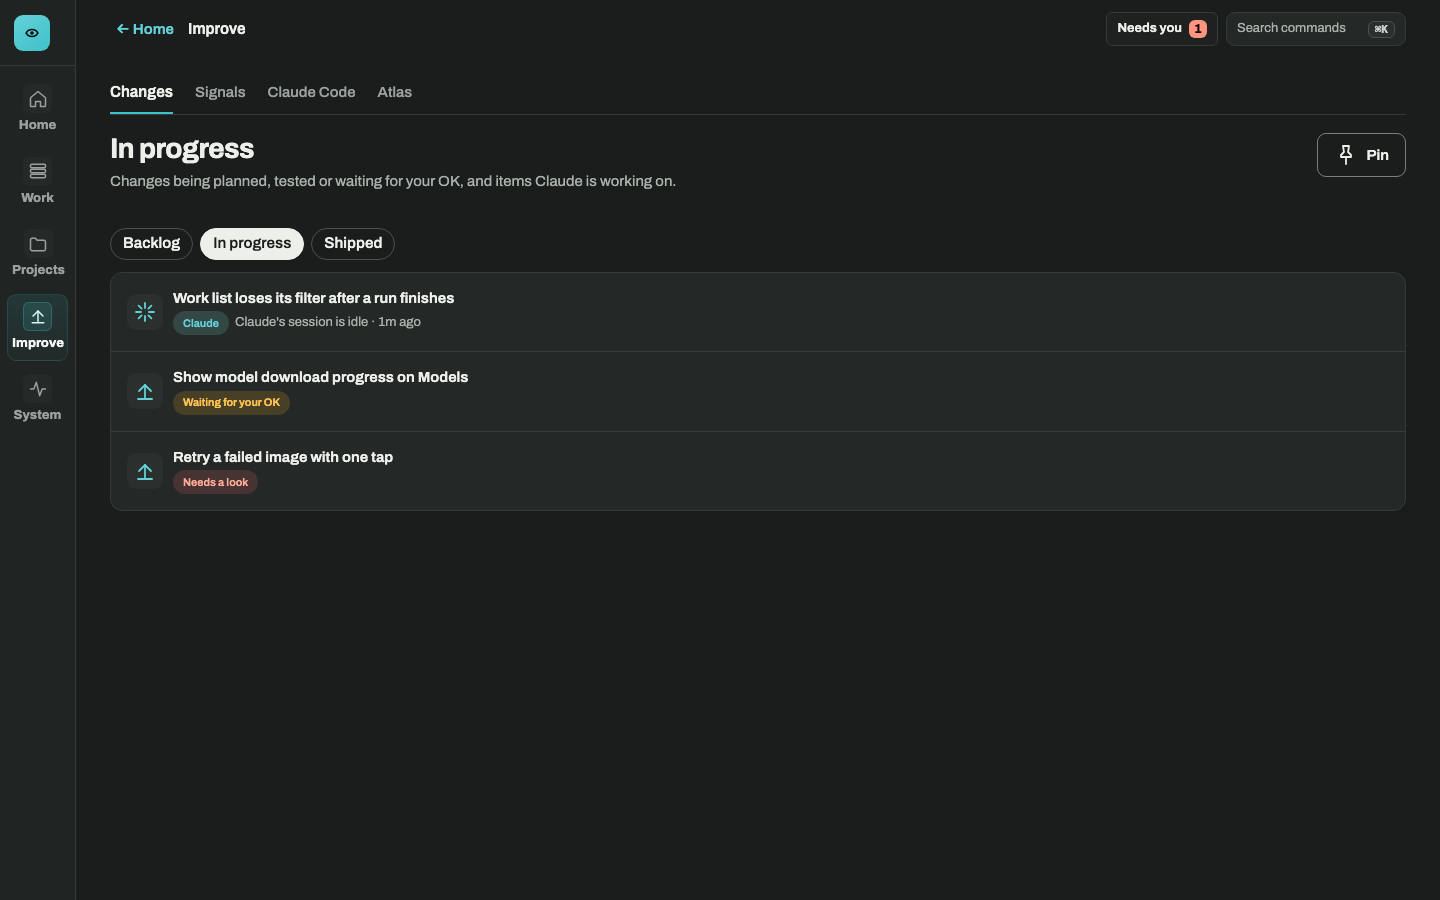 ← Home Improve
Needs you 1
Search commands ⌘K
Home
Work
Projects
Improve
System
Changes Signals Claude Code Atlas
In progress
Changes being planned, tested or waiting for your OK, and items Claude is working on.
Pin
Backlog In progress Shipped
Work list loses its filter after a run finishes
Claude Claude's session is idle · 1m ago
Show model download progress on Models
Waiting for your OK
Retry a failed image with one tap
Needs a look